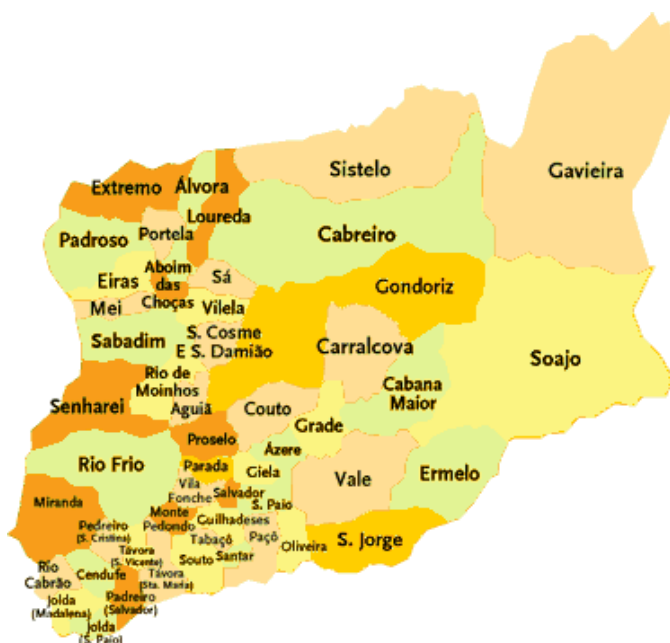 Sistelo
Gavieira
Extremo
Álvora
Loureda
Padroso
Portela
Cabreiro
Eiras
Aboim
das
Choças
Sá
Gondoriz
Mei
Vilela
Sabadim
S. Cosme
E S. Damião
Carralcova
Soajo
Rio de
Moinhos
Cabana
Maior
Senharei
Aguiã
Couto
Grade
Proselo
Ázere
Rio Frio
Parada
Giela
Vale
Ermelo
Vila
Fonche
Salvador
Miranda
S. Paio
Monte
Pedondo
Guilhadeses
Pedreiro
(S. Cristina)
Tabaçô
Paçô
Oliveira
S. Jorge
Távora
(S. Vicente)
Souto
Santar
Rio
Cabrão
Cendufe
Távora
(Sta. Maria)
Padreiro
(Salvador)
Jolda
(Madalena)
Jolda
(S. Paio)